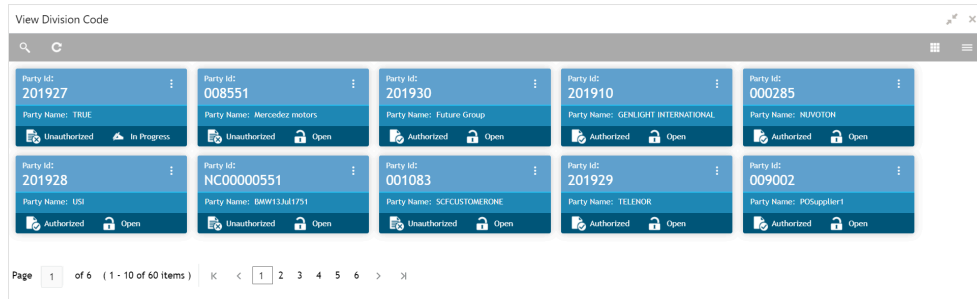 View Division Code
Party Id:
201927
Party Name: TRUE
Unauthorized In Progress
Party Id:
008551
Party Name: Mercedez motors
Unauthorized Open
Party Id:
201930
Party Name: Future Group
Authorized Open
Party Id:
201910
Party Name: GENLIGHT INTERNATIONAL
Authorized Open
Party Id:
000285
Party Name: NUVOTON
Authorized Open
Party Id:
201928
Party Name: USI
Authorized Open
Party Id:
NC00000551
Party Name: BMW13Jul1751
Unauthorized Open
Party Id:
001083
Party Name: SCFCUSTOMERONE
Unauthorized Open
Party Id:
201929
Party Name: TELENOR
Authorized Open
Party Id:
009002
Party Name: POSupplier1
Authorized Open
Page 1 of 6 ( 1 - 10 of 60 items ) 1 2 3 4 5 6